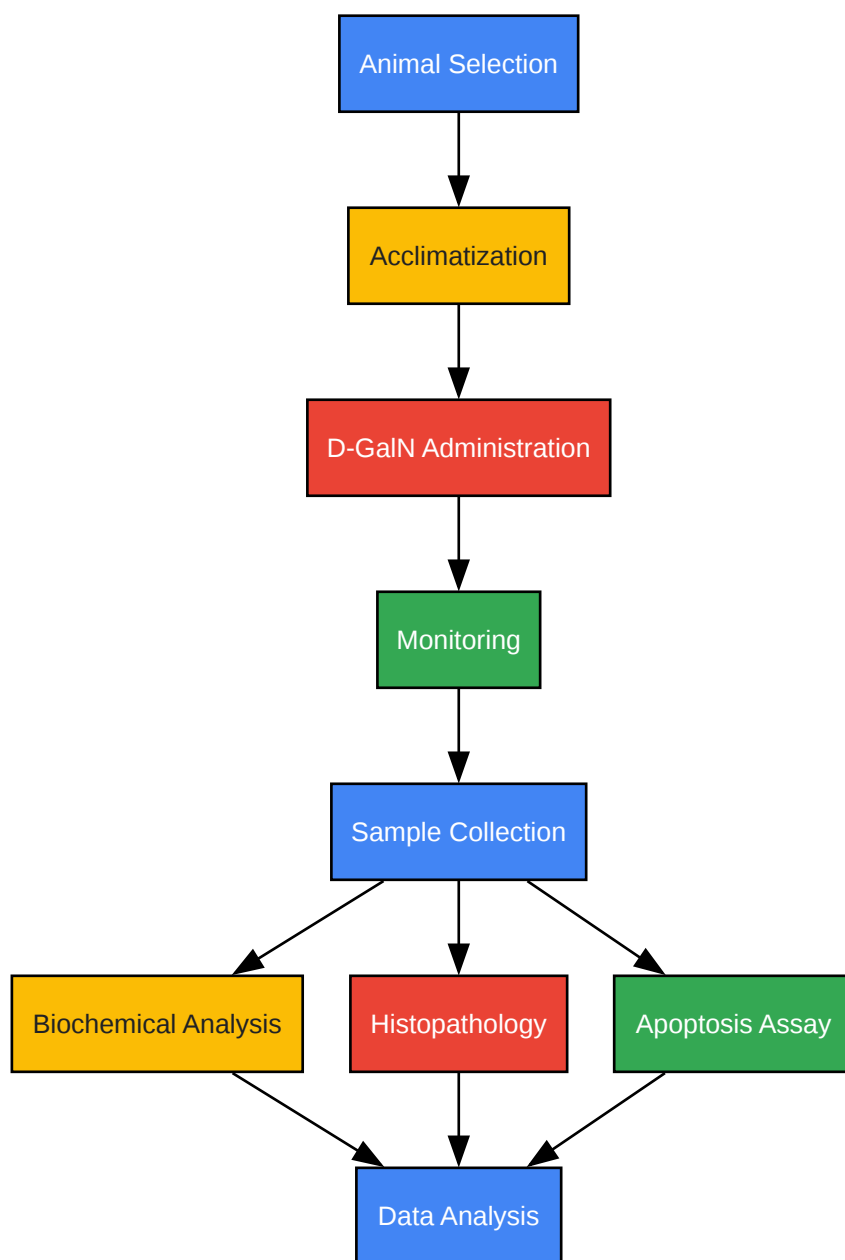 Animal Selection
Acclimatization
D-GalN Administration
Monitoring
Sample Collection
Biochemical Analysis
Histopathology
Apoptosis Assay
Data Analysis